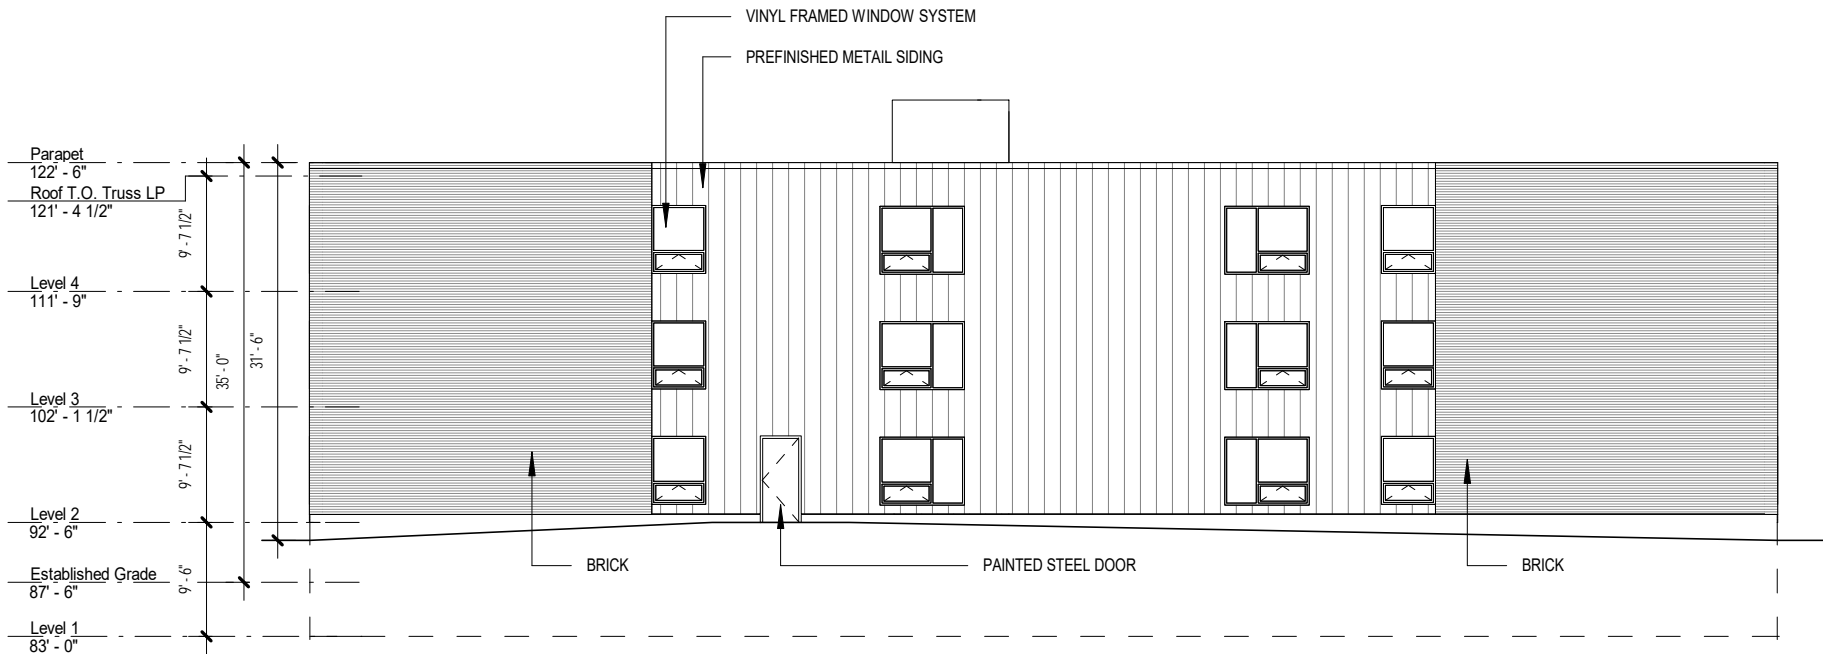 VINYL FRAMED WINDOW SYSTEM
PREFINISHED METAIL SIDING
Parapet
122' - 6"
Roof T.O. Truss LP
121' - 4 1/2"
9' - 7 1/2"
Level 4
111' - 9"
9' - 7 1/2"
35' - 0"
31' - 6"
Level 3
102' - 1 1/2"
9' - 7 1/2"
Level 2
92' - 6"
BRICK
PAINTED STEEL DOOR
BRICK
Established Grade
87' - 6"
9' - 6"
Level 1
83' - 0"